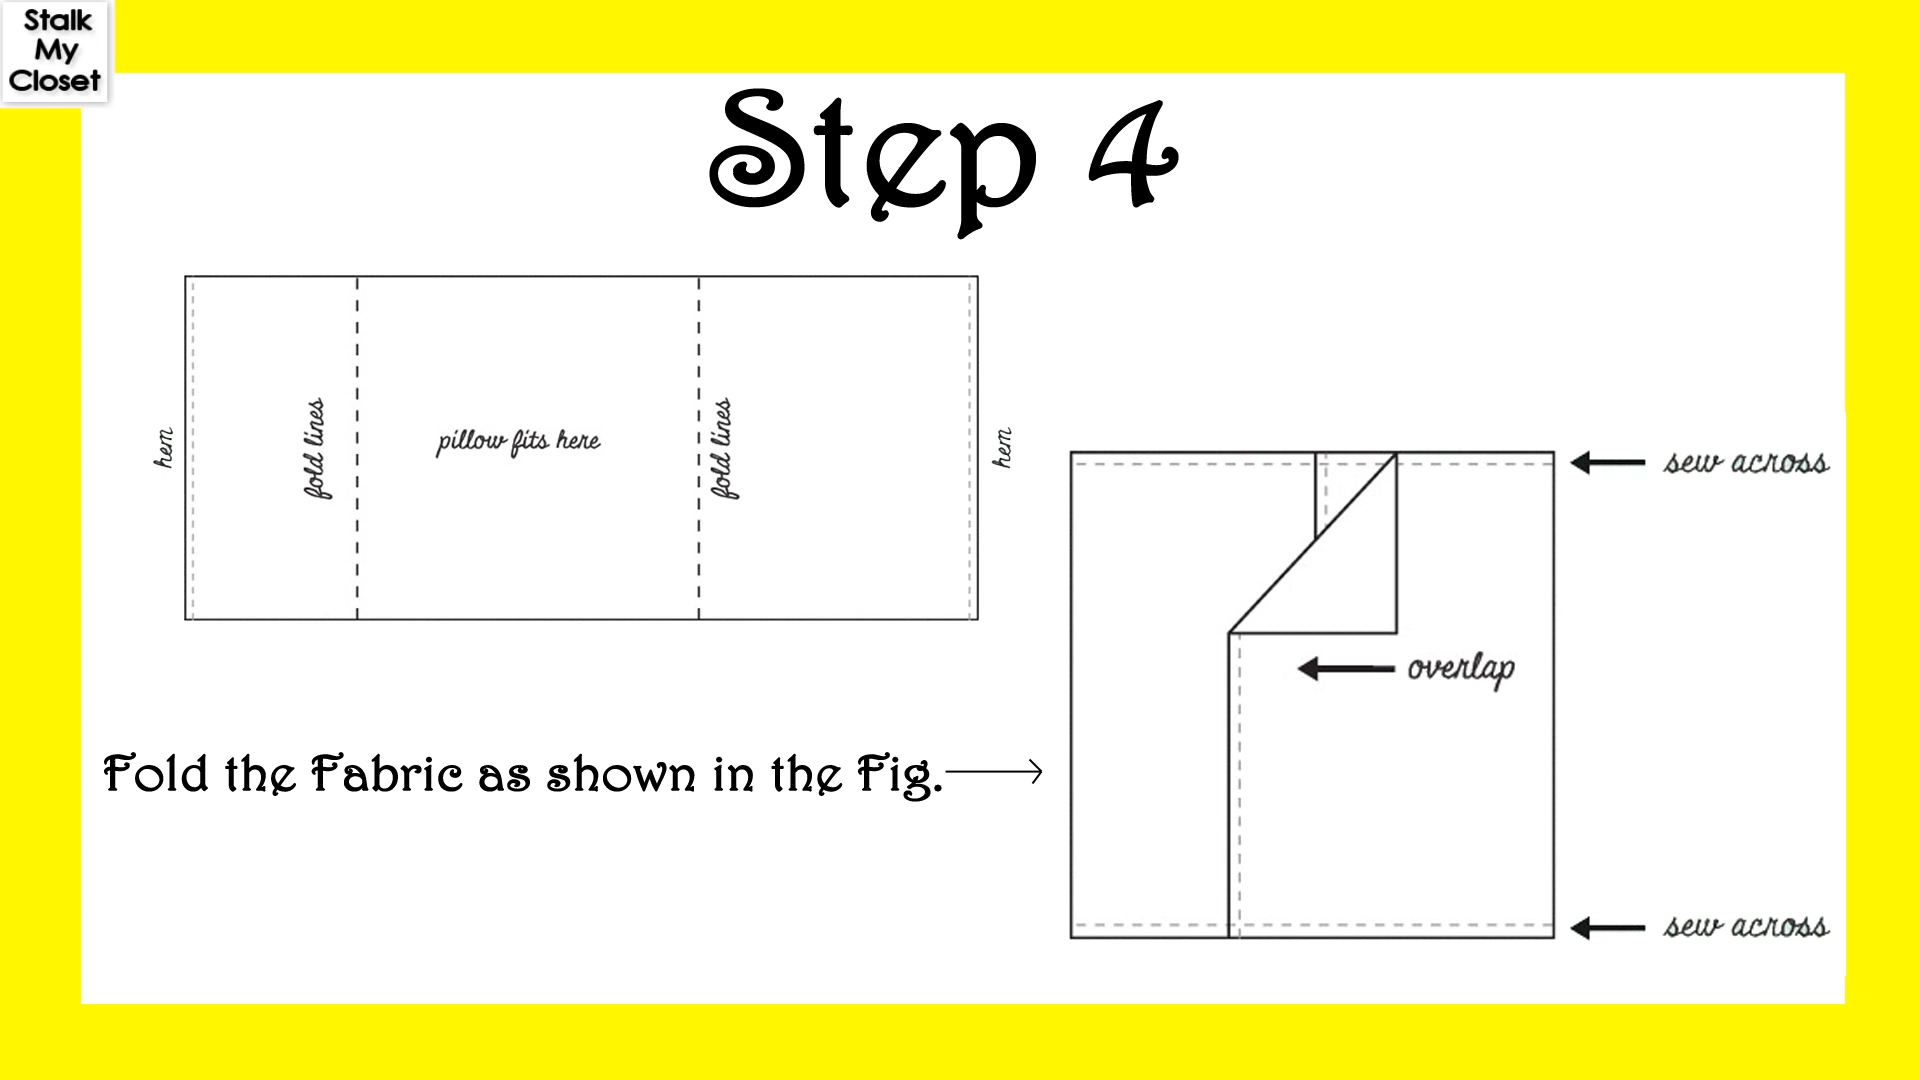 Stalk
My
Closet
Step 4
hem
fold lines
pillow fits here
fold lines
hem
sew across
overlap
Fold the Fabric as shown in the Fig.
sew across